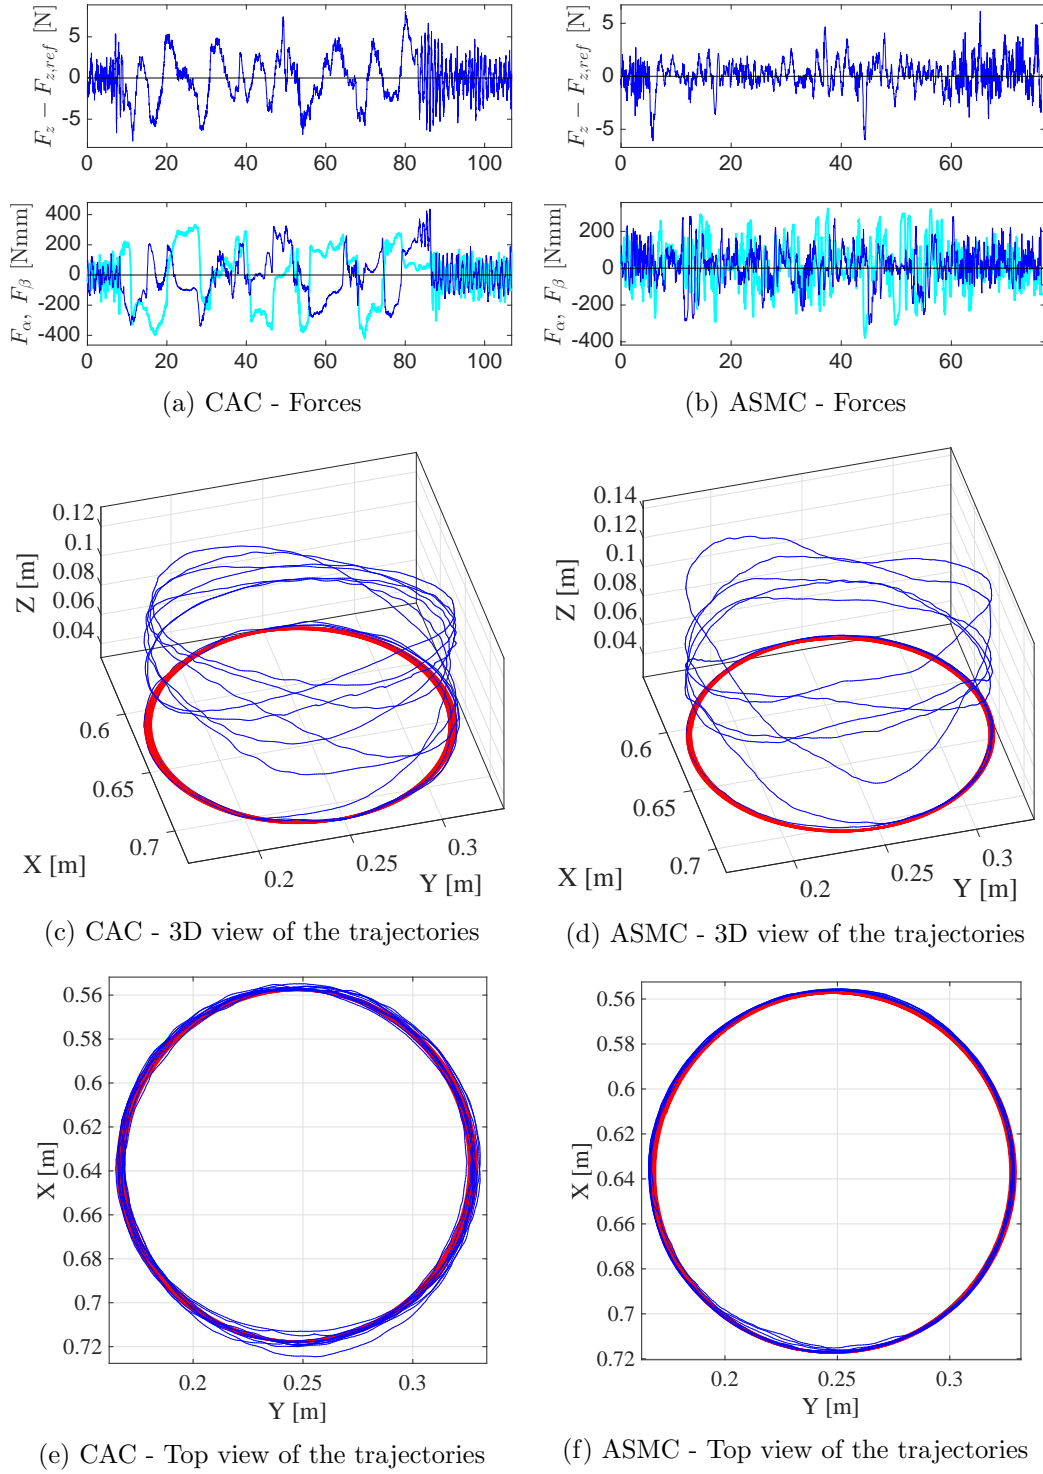 F_z − F_{z,ref} [N]
5
0
-5
0 20 40 60 80 100
F_z − F_{z,ref} [N]
5
0
-5
0 20 40 60
F_α, F_β [Nmm]
400
200
0
-200
-400
0 20 40 60 80 100
F_α, F_β [Nmm]
200
0
-200
-400
0 20 40 60
(a) CAC - Forces
(b) ASMC - Forces
Z [m]
0.12
0.1
0.08
0.06
0.04
0.6
0.65
0.7
X [m]
0.2
0.25
0.3
Y [m]
Z [m]
0.14
0.12
0.1
0.08
0.06
0.04
0.6
0.65
0.7
X [m]
0.2
0.25
0.3
Y [m]
(c) CAC - 3D view of the trajectories
(d) ASMC - 3D view of the trajectories
X [m]
0.56
0.58
0.6
0.62
0.64
0.66
0.68
0.7
0.72
0.2 0.25 0.3
Y [m]
X [m]
0.56
0.58
0.6
0.62
0.64
0.66
0.68
0.7
0.72
0.2 0.25 0.3
Y [m]
(e) CAC - Top view of the trajectories
(f) ASMC - Top view of the trajectories